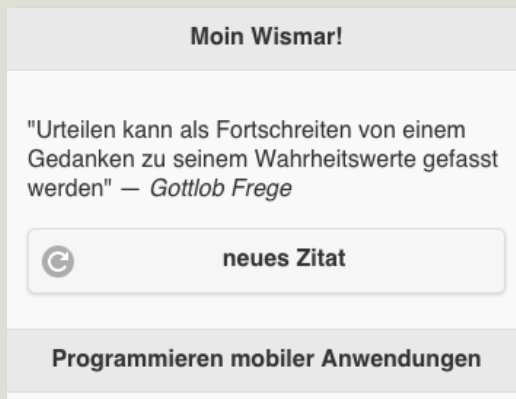 Moin Wismar!
"Urteilen kann als Fortschreiten von einem
Gedanken zu seinem Wahrheitswerte gefasst
werden" — Gottlob Frege
neues Zitat
Programmieren mobiler Anwendungen